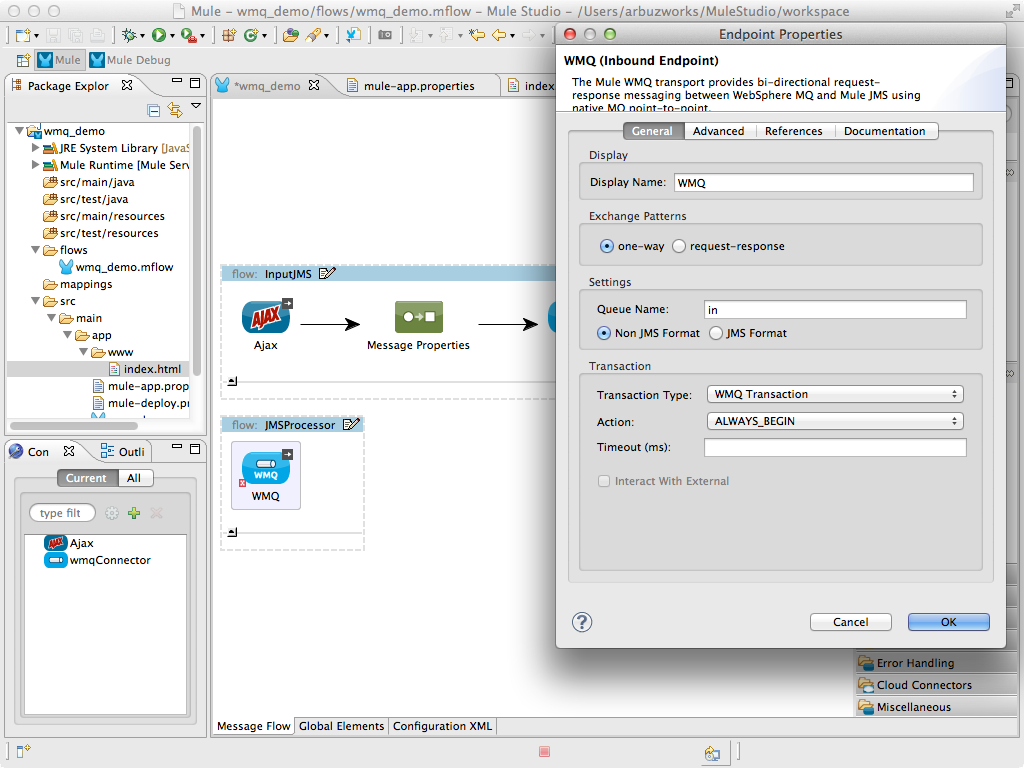 Mule – wmq_demo/flows/wmq_demo.mflow – Mule Studio – /Users/arbuzworks/MuleStudio/workspace
Mule
Mule Debug
Package Explor
wmq_demo
JRE System Library [JavaS
Mule Runtime [Mule Serv
src/main/java
src/test/java
src/main/resources
src/test/resources
flows
wmq_demo.mflow
mappings
src
main
app
www
index.html
mule-app.prop
mule-deploy.pr
Con
Outli
Current
All
type filt
Ajax
wmqConnector
*wmq_demo
mule-app.properties
index
flow: InputJMS
AJAX
Ajax
Message Properties
flow: JMSProcessor
WMQ
WMQ
Message Flow
Global Elements
Configuration XML
Endpoint Properties
WMQ (Inbound Endpoint)
The Mule WMQ transport provides bi-directional request-
response messaging between WebSphere MQ and Mule JMS using
native MQ point-to-point.
General
Advanced
References
Documentation
Display
Display Name: WMQ
Exchange Patterns
one-way
request-response
Settings
Queue Name: in
Non JMS Format
JMS Format
Transaction
Transaction Type: WMQ Transaction
Action: ALWAYS_BEGIN
Timeout (ms):
Interact With External
?
Cancel
OK
Error Handling
Cloud Connectors
Miscellaneous